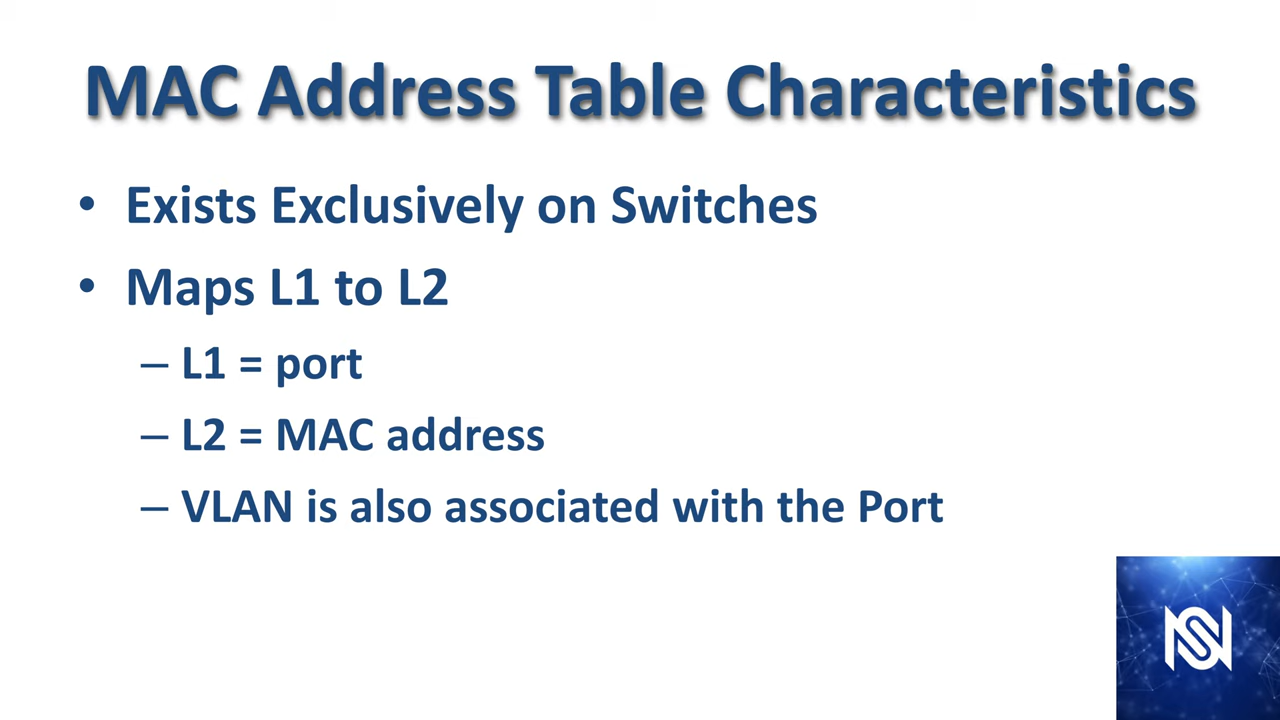 MAC Address Table Characteristics
• Exists Exclusively on Switches
• Maps L1 to L2
– L1 = port
– L2 = MAC address
– VLAN is also associated with the Port